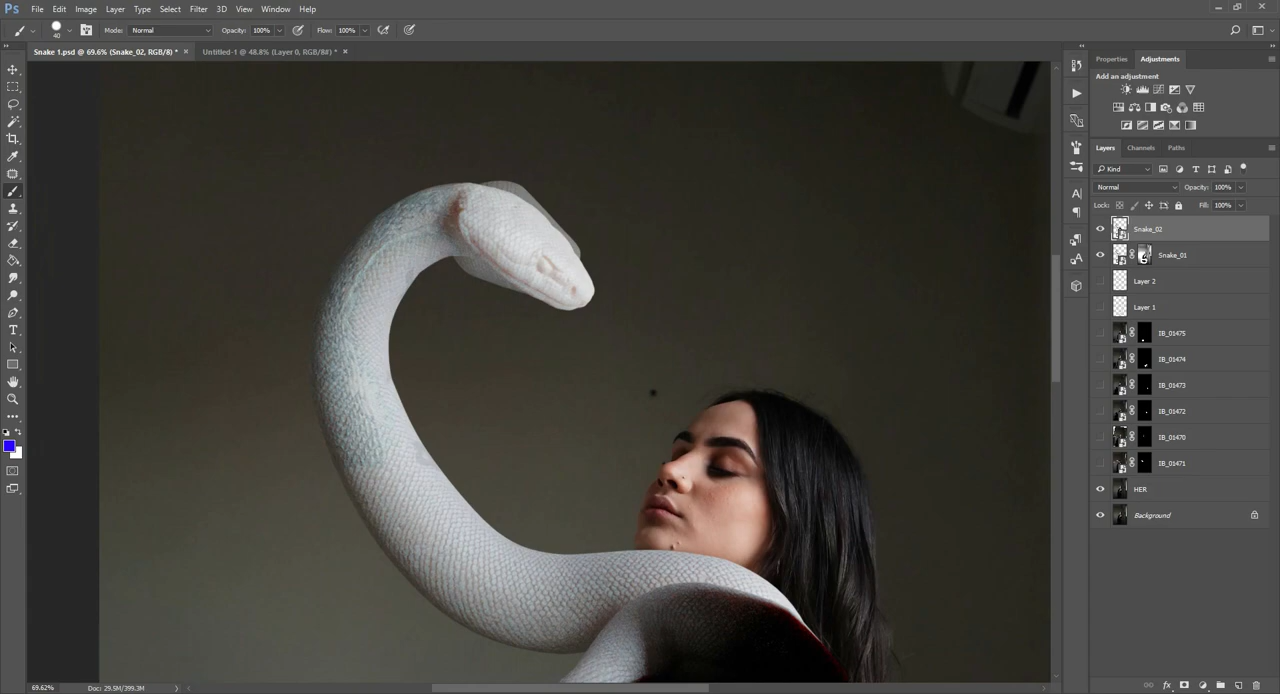 Ps File Edit Image Layer Type Select Filter 3D View Window Help
40 Mode: Normal Opacity: 100% Flow: 100%
Snake 1.psd @ 69.6% (Snake_02, RGB/8) * × Untitled-1 @ 48.8% (Layer 0, RGB/8#) * ×
Properties Adjustments
Add an adjustment
Layers Channels Paths
Kind
Normal Opacity: 100%
Lock: Fill: 100%
Snake_02
Snake_01
Layer 2
Layer 1
IB_01475
IB_01474
IB_01473
IB_01472
IB_01470
IB_01471
HER
Background
69.62% Doc: 29.5M/399.3M